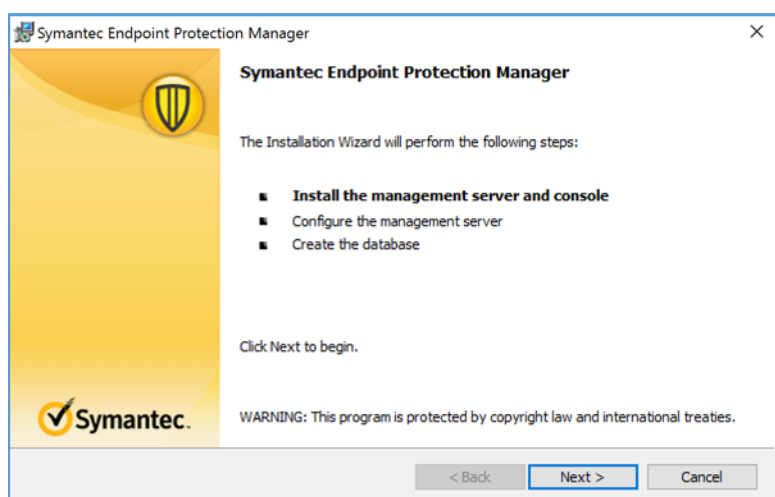 Symantec Endpoint Protection Manager
Symantec Endpoint Protection Manager
The Installation Wizard will perform the following steps:
Install the management server and console
Configure the management server
Create the database
Click Next to begin.
Symantec.
WARNING: This program is protected by copyright law and international treaties.
< Back Next > Cancel